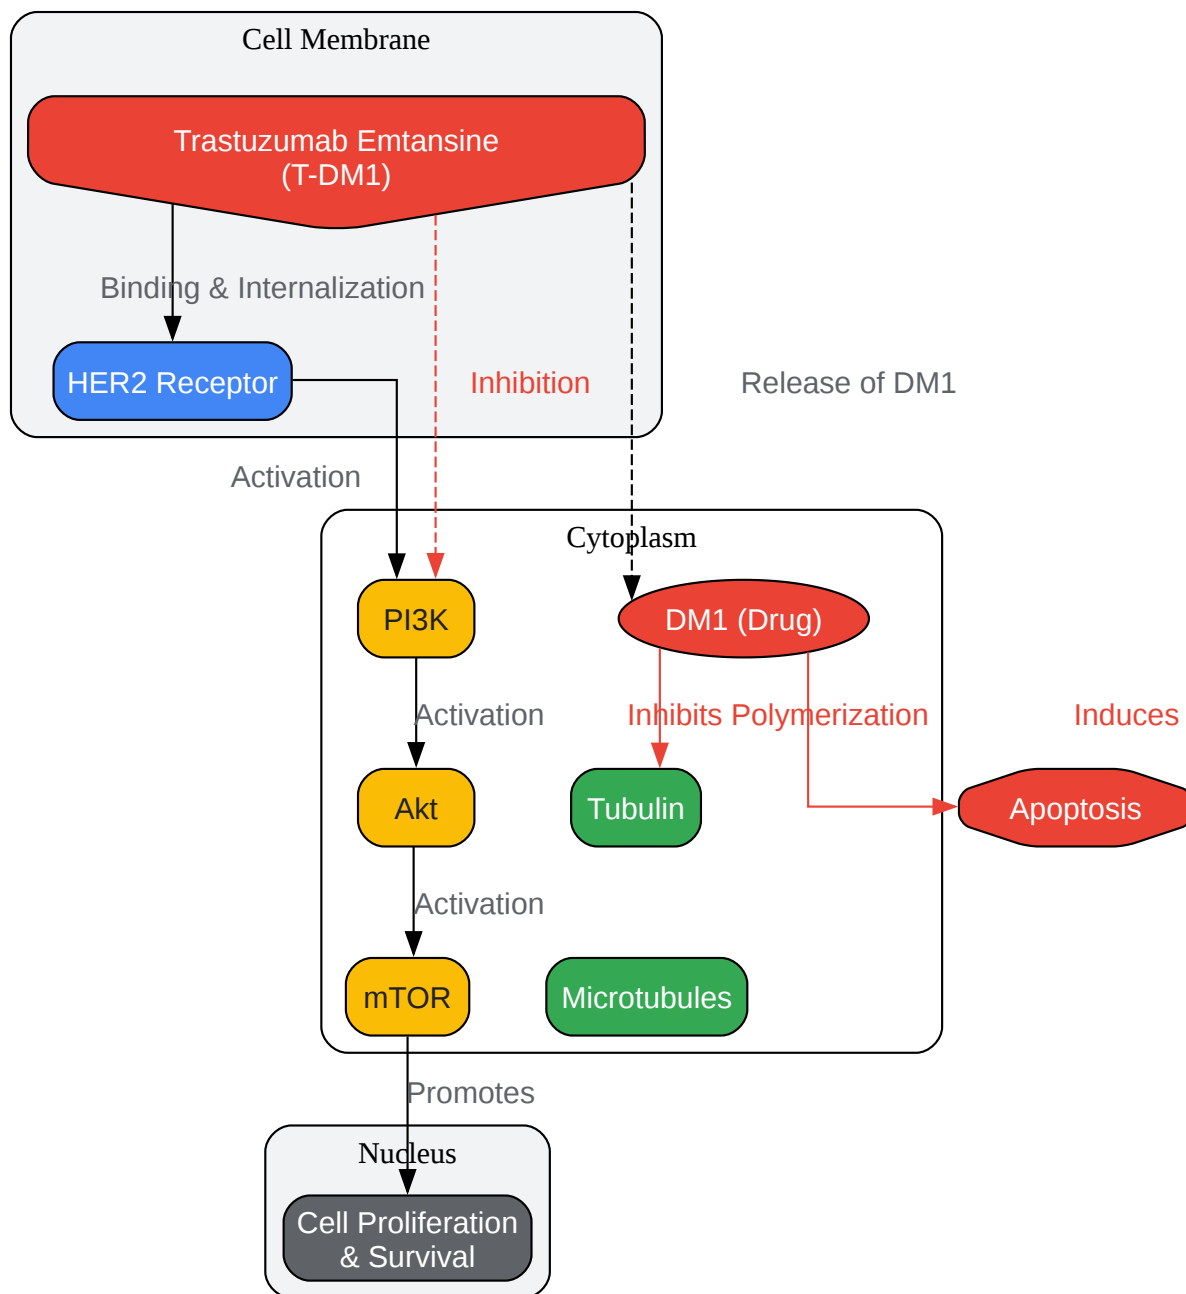 Cell Membrane
Trastuzumab Emtansine
(T-DM1)
Binding & Internalization
HER2 Receptor
Inhibition
Release of DM1
Activation
Cytoplasm
PI3K
DM1 (Drug)
Activation
Inhibits Polymerization
Induces
Akt
Tubulin
Apoptosis
Activation
mTOR
Microtubules
Promotes
Nucleus
Cell Proliferation
& Survival